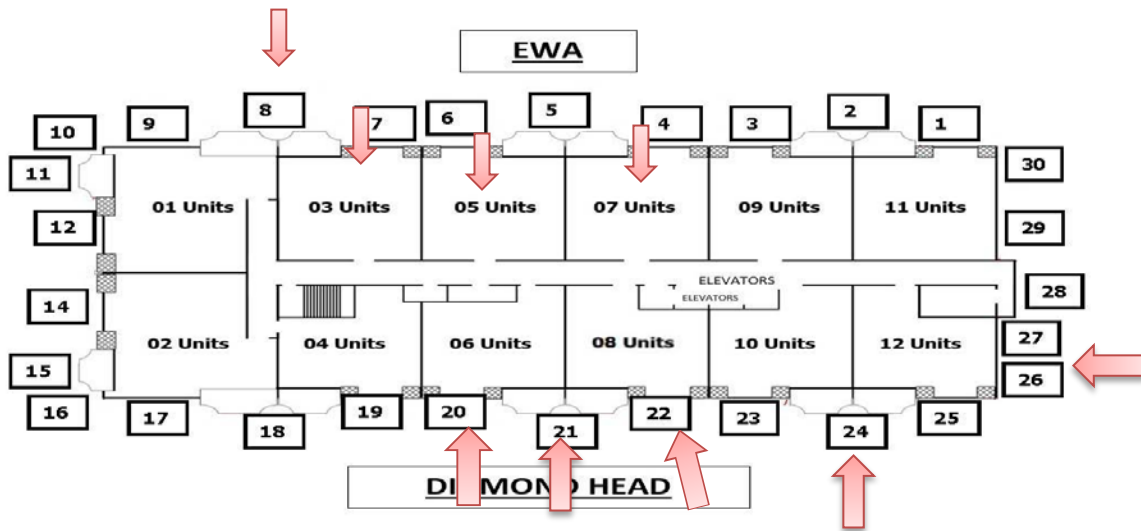 EWA
8
10
9
7
6
5
4
3
2
1
11
30
01 Units
03 Units
05 Units
07 Units
09 Units
11 Units
12
29
ELEVATORS
ELEVATORS
28
14
02 Units
04 Units
06 Units
08 Units
10 Units
12 Units
27
15
26
16
17
18
19
20
21
22
23
24
25
DIAMOND HEAD